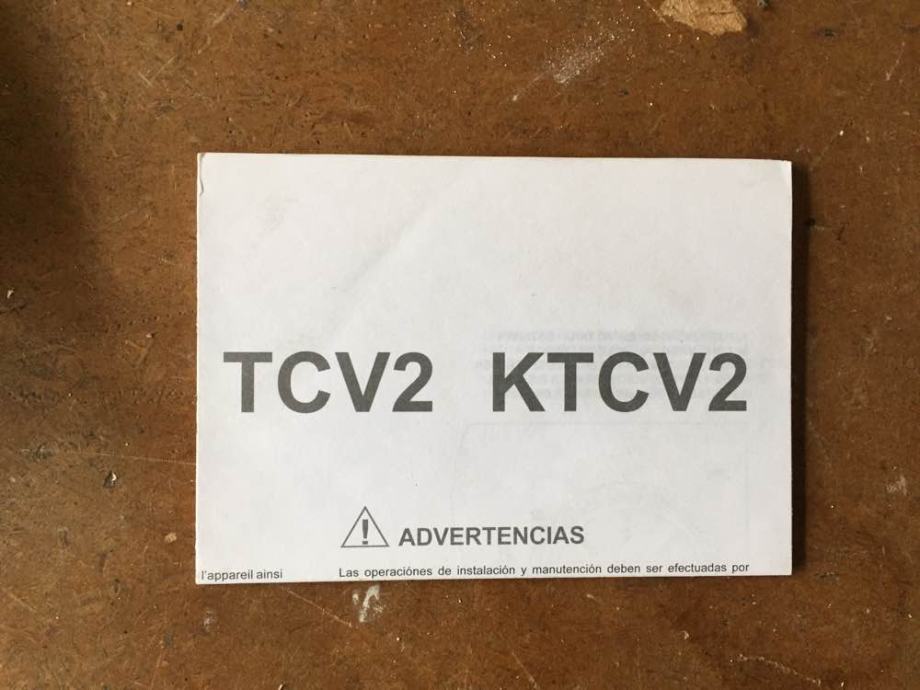 TCV2 KTCV2
ADVERTENCIAS
l'appareil ainsi
Las operaciónes de instalación y manutención deben ser efectuadas por